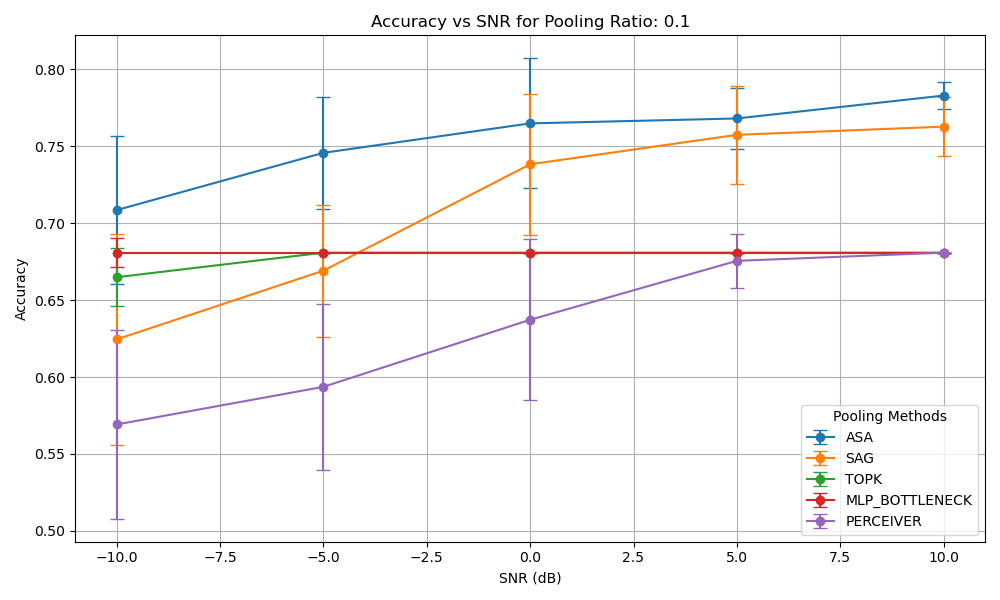 Accuracy vs SNR for Pooling Ratio: 0.1
Accuracy
0.80
0.75
0.70
0.65
0.60
0.55
0.50
−10.0 −7.5 −5.0 −2.5 0.0 2.5 5.0 7.5 10.0
SNR (dB)
Pooling Methods
ASA
SAG
TOPK
MLP_BOTTLENECK
PERCEIVER